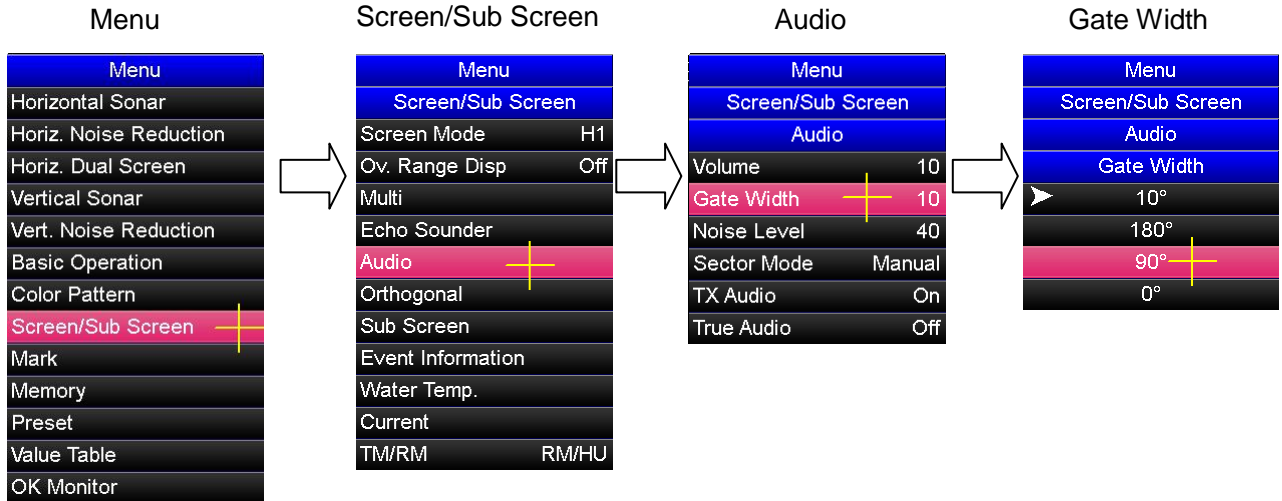 Menu
Menu
Horizontal Sonar
Horiz. Noise Reduction
Horiz. Dual Screen
Vertical Sonar
Vert. Noise Reduction
Basic Operation
Color Pattern
Screen/Sub Screen
Mark
Memory
Preset
Value Table
OK Monitor
Screen/Sub Screen
Menu
Screen/Sub Screen
Screen Mode H1
Ov. Range Disp Off
Multi
Echo Sounder
Audio
Orthogonal
Sub Screen
Event Information
Water Temp.
Current
TM/RM RM/HU
Audio
Menu
Screen/Sub Screen
Audio
Volume 10
Gate Width 10
Noise Level 40
Sector Mode Manual
TX Audio On
True Audio Off
Gate Width
Menu
Screen/Sub Screen
Audio
Gate Width
10°
180°
90°
0°